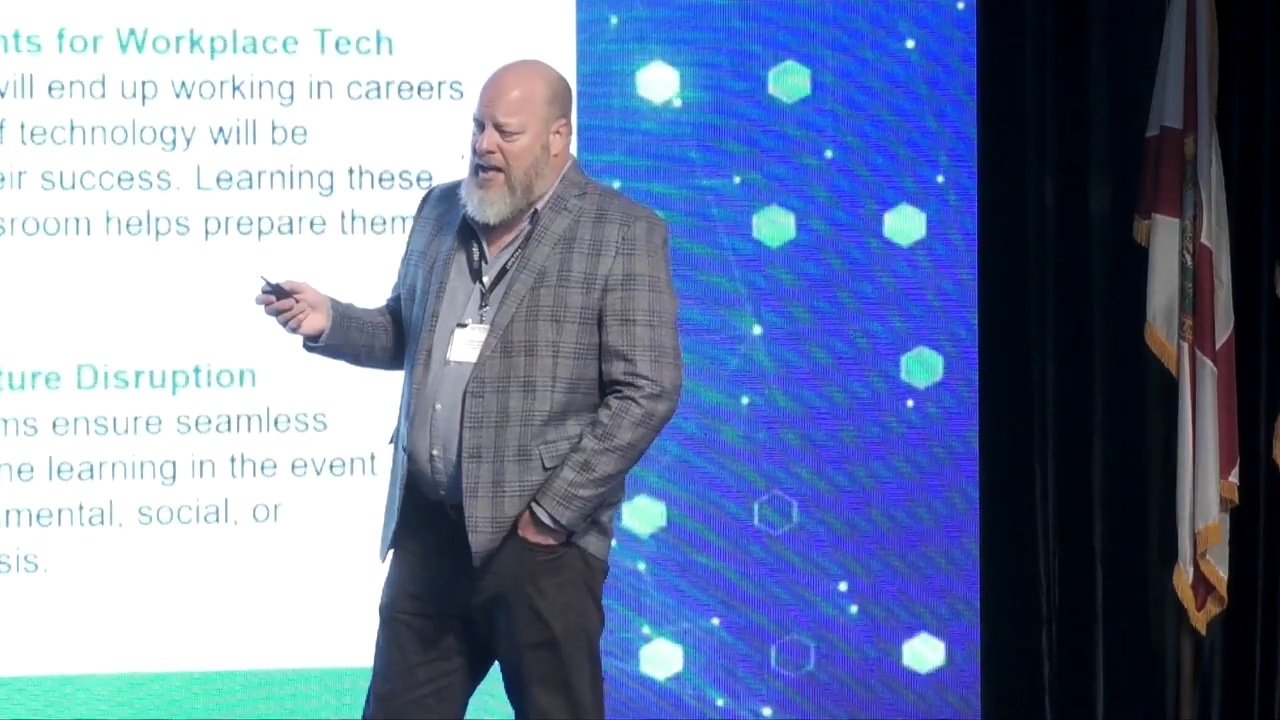 nts for Workplace Tech
will end up working in careers
f technology will be
eir success. Learning these
sroom helps prepare them
ture Disruption
ms ensure seamless
ne learning in the event
mental, social, or
sis.